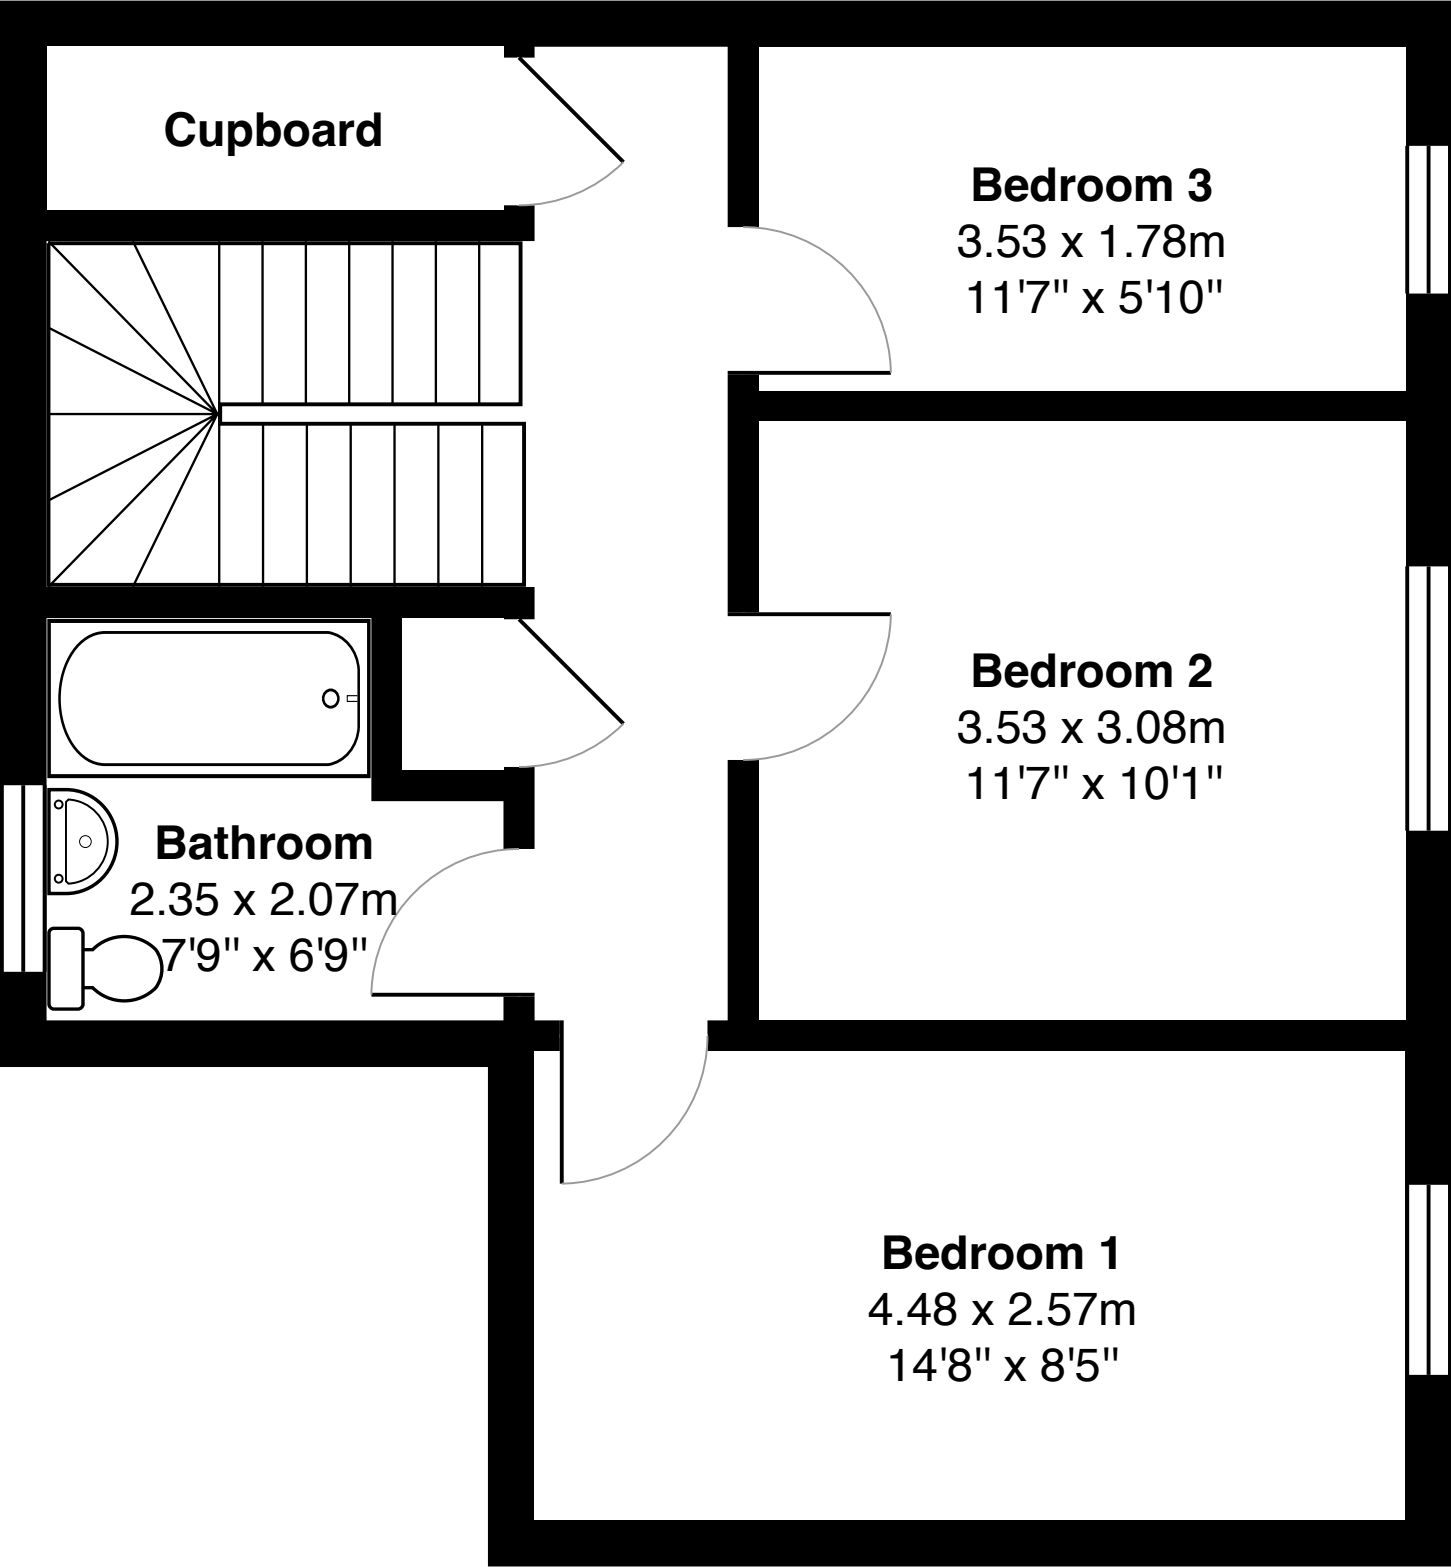 Cupboard
Bedroom 3
3.53 x 1.78m
11'7" x 5'10"
Bedroom 2
3.53 x 3.08m
11'7" x 10'1"
Bathroom
2.35 x 2.07m
7'9" x 6'9"
Bedroom 1
4.48 x 2.57m
14'8" x 8'5"